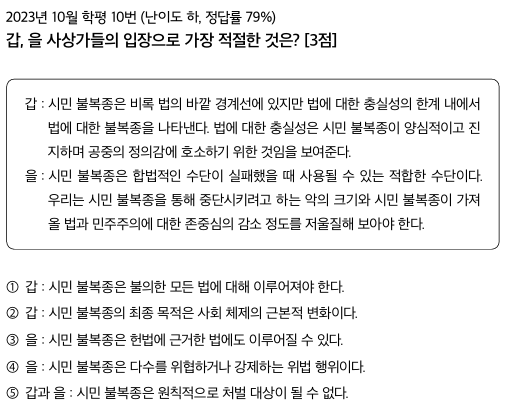 2023년 10월 학평 10번 (난이도 하, 정답률 79%)
갑, 을 사상가들의 입장으로 가장 적절한 것은? [3점]
갑 : 시민 불복종은 비록 법의 바깥 경계선에 있지만 법에 대한 충실성의 한계 내에서
법에 대한 불복종을 나타낸다. 법에 대한 충실성은 시민 불복종이 양심적이고 진
지하며 공중의 정의감에 호소하기 위한 것임을 보여준다.
을 : 시민 불복종은 합법적인 수단이 실패했을 때 사용될 수 있는 적합한 수단이다.
우리는 시민 불복종을 통해 중단시키려고 하는 악의 크기와 시민 불복종이 가져
올 법과 민주주의에 대한 존중심의 감소 정도를 저울질해 보아야 한다.
① 갑 : 시민 불복종은 불의한 모든 법에 대해 이루어져야 한다.
② 갑 : 시민 불복종의 최종 목적은 사회 체제의 근본적 변화이다.
③ 을 : 시민 불복종은 헌법에 근거한 법에도 이루어질 수 있다.
④ 을 : 시민 불복종은 다수를 위협하거나 강제하는 위법 행위이다.
⑤ 갑과 을 : 시민 불복종은 원칙적으로 처벌 대상이 될 수 없다.